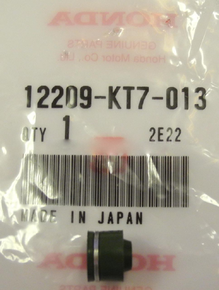 HONDA
GENUINE PARTS
Honda Motor Co., Ltd.
12209-KT7-013
QTY 1 2E22
MADE IN JAPAN
HONDA